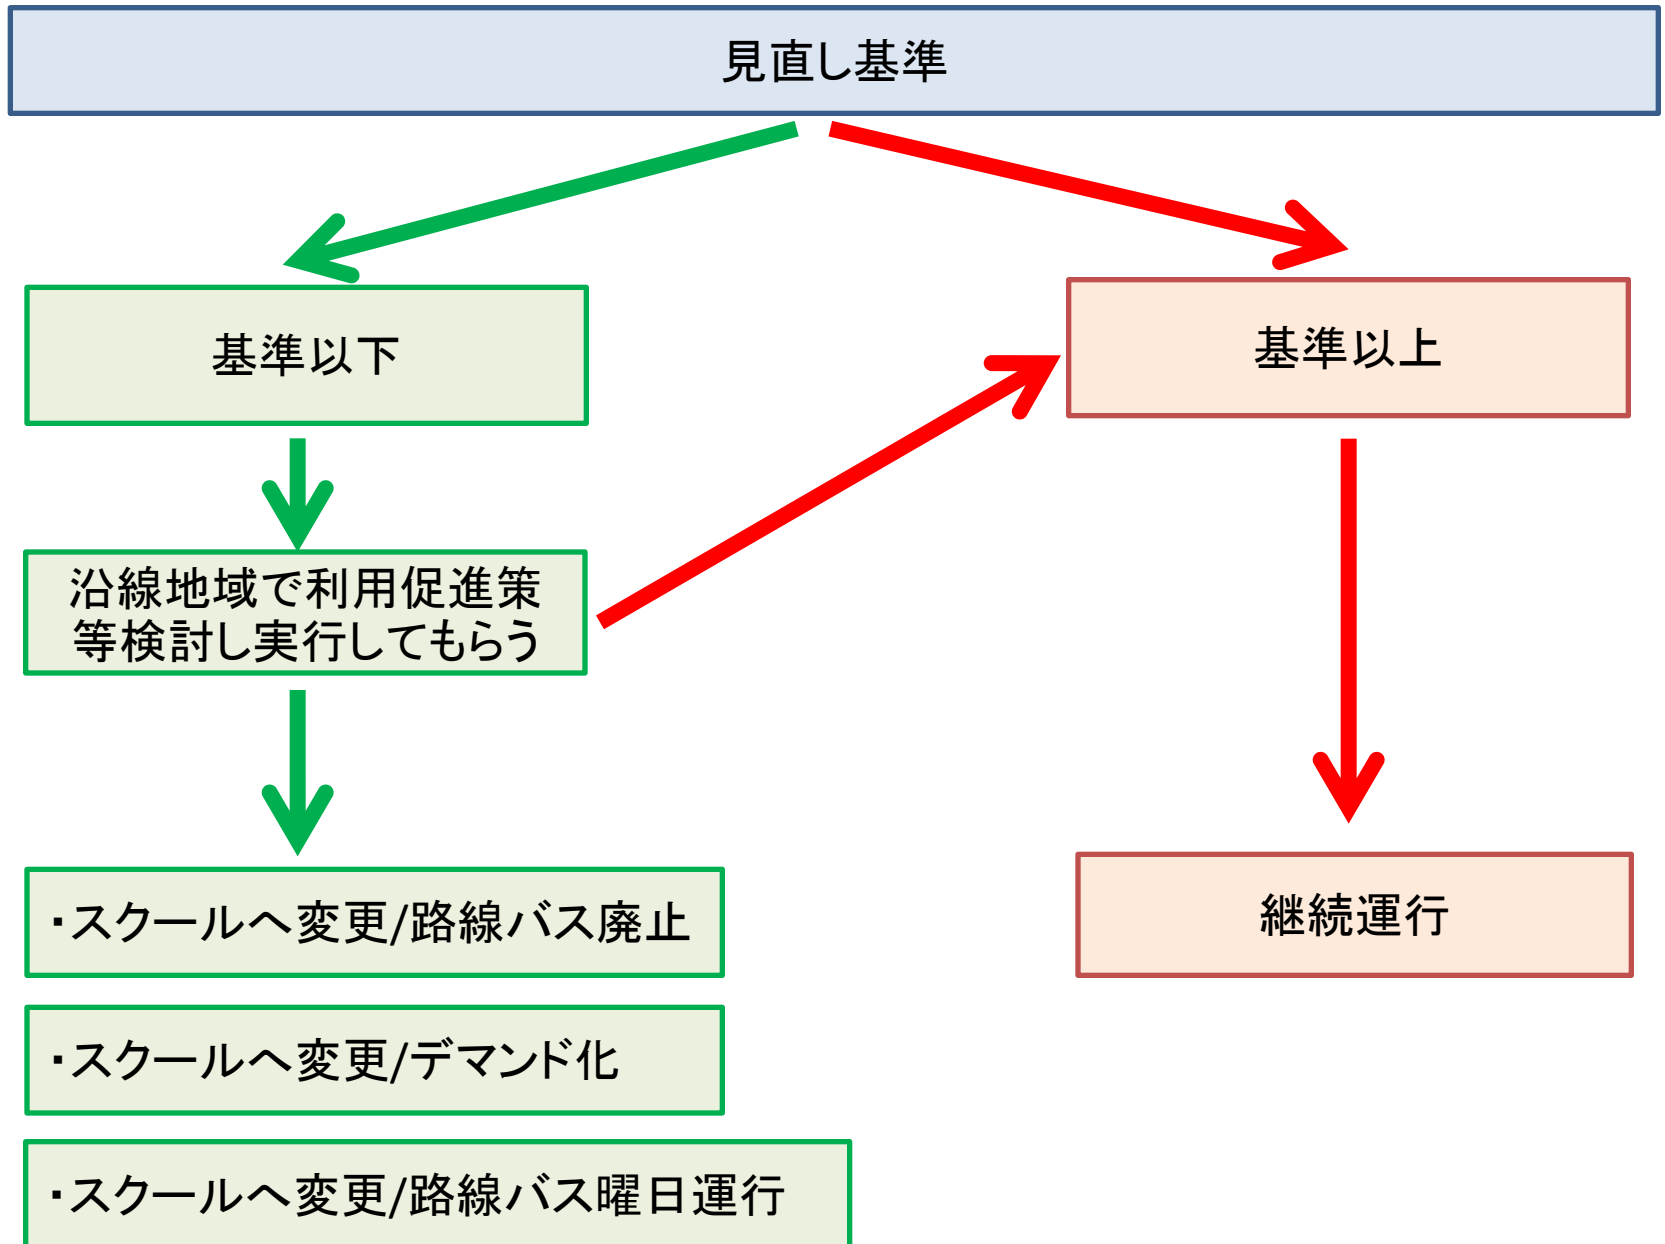 見直し基準
基準以下
基準以上
沿線地域で利用促進策
等検討し実行してもらう
・スクールへ変更/路線バス廃止
継続運行
・スクールへ変更/デマンド化
・スクールへ変更/路線バス曜日運行